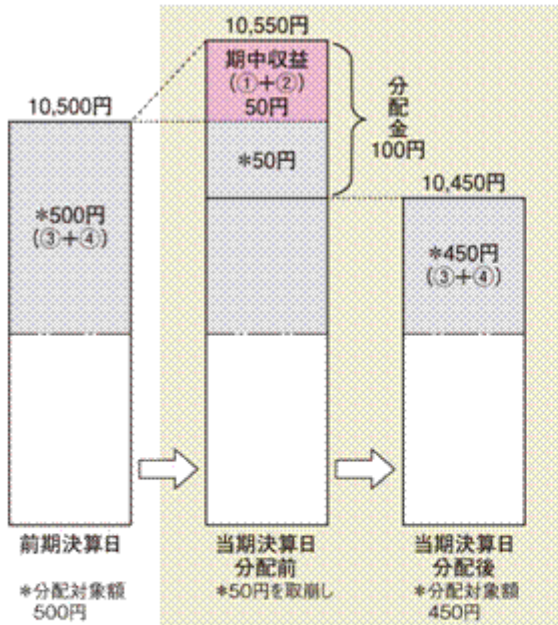 10,550円
期中収益
(①+②)
50円
10,500円
分配金
100円
*50円
10,450円
*500円
(③+④)
*450円
(③+④)
前期決算日
当期決算日
分配前
当期決算日
分配後
*分配対象額
500円
*50円を取崩し
*分配対象額
450円